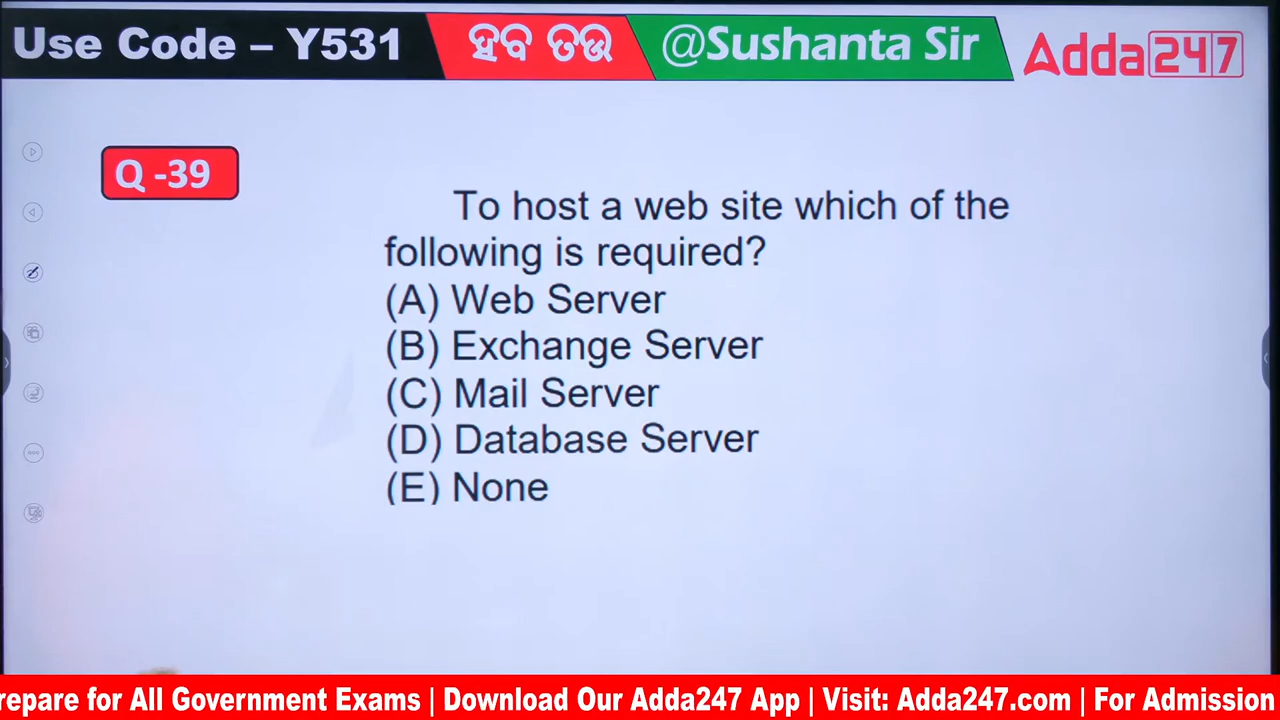 Use Code – Y531
ହବ ତଉ
@Sushanta Sir
Adda247
Q -39
To host a web site which of the
following is required?
(A) Web Server
(B) Exchange Server
(C) Mail Server
(D) Database Server
(E) None
repare for All Government Exams | Download Our Adda247 App | Visit: Adda247.com | For Admission